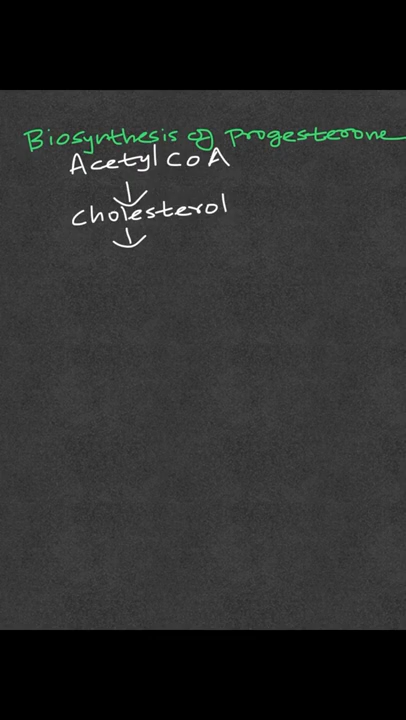 Biosynthesis of Progesterone
Acetyl CoA
↓
cholesterol
↓